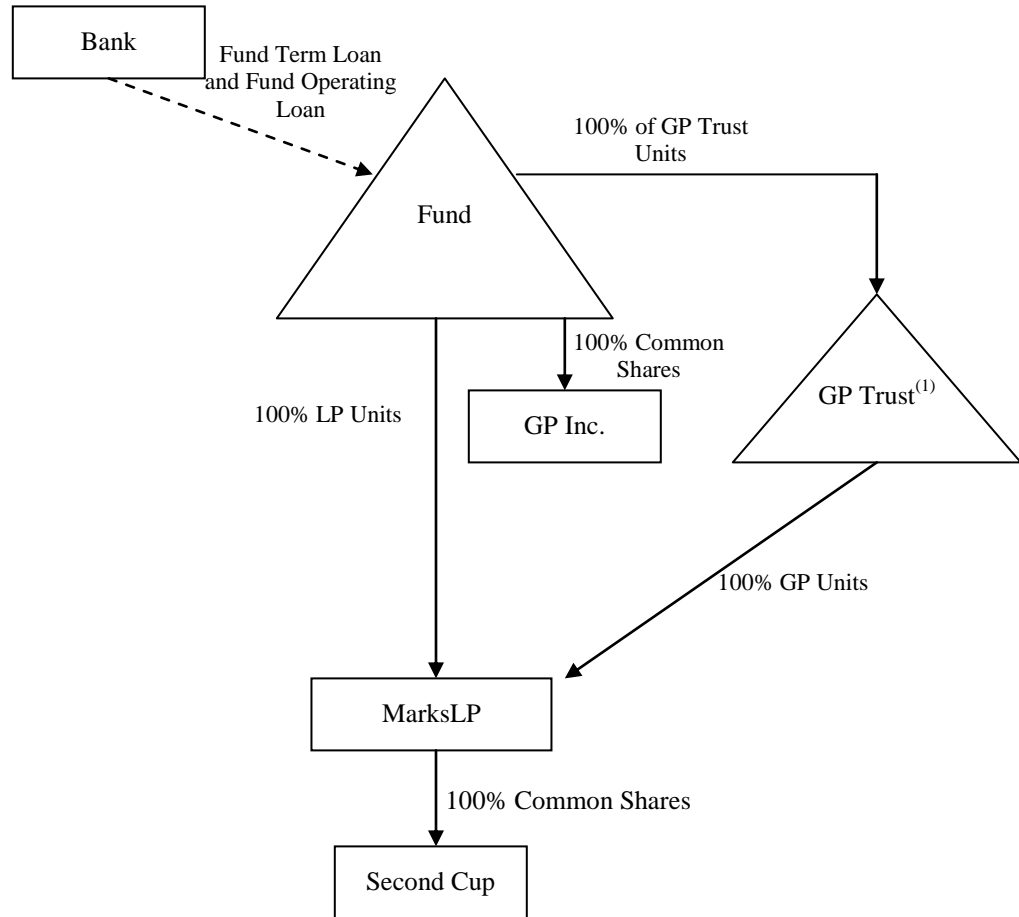 Bank
Fund Term Loan
and Fund Operating
Loan
100% of GP Trust
Units
Fund
100% Common
Shares
GP Trust(1)
100% LP Units
GP Inc.
100% GP Units
MarksLP
100% Common Shares
Second Cup